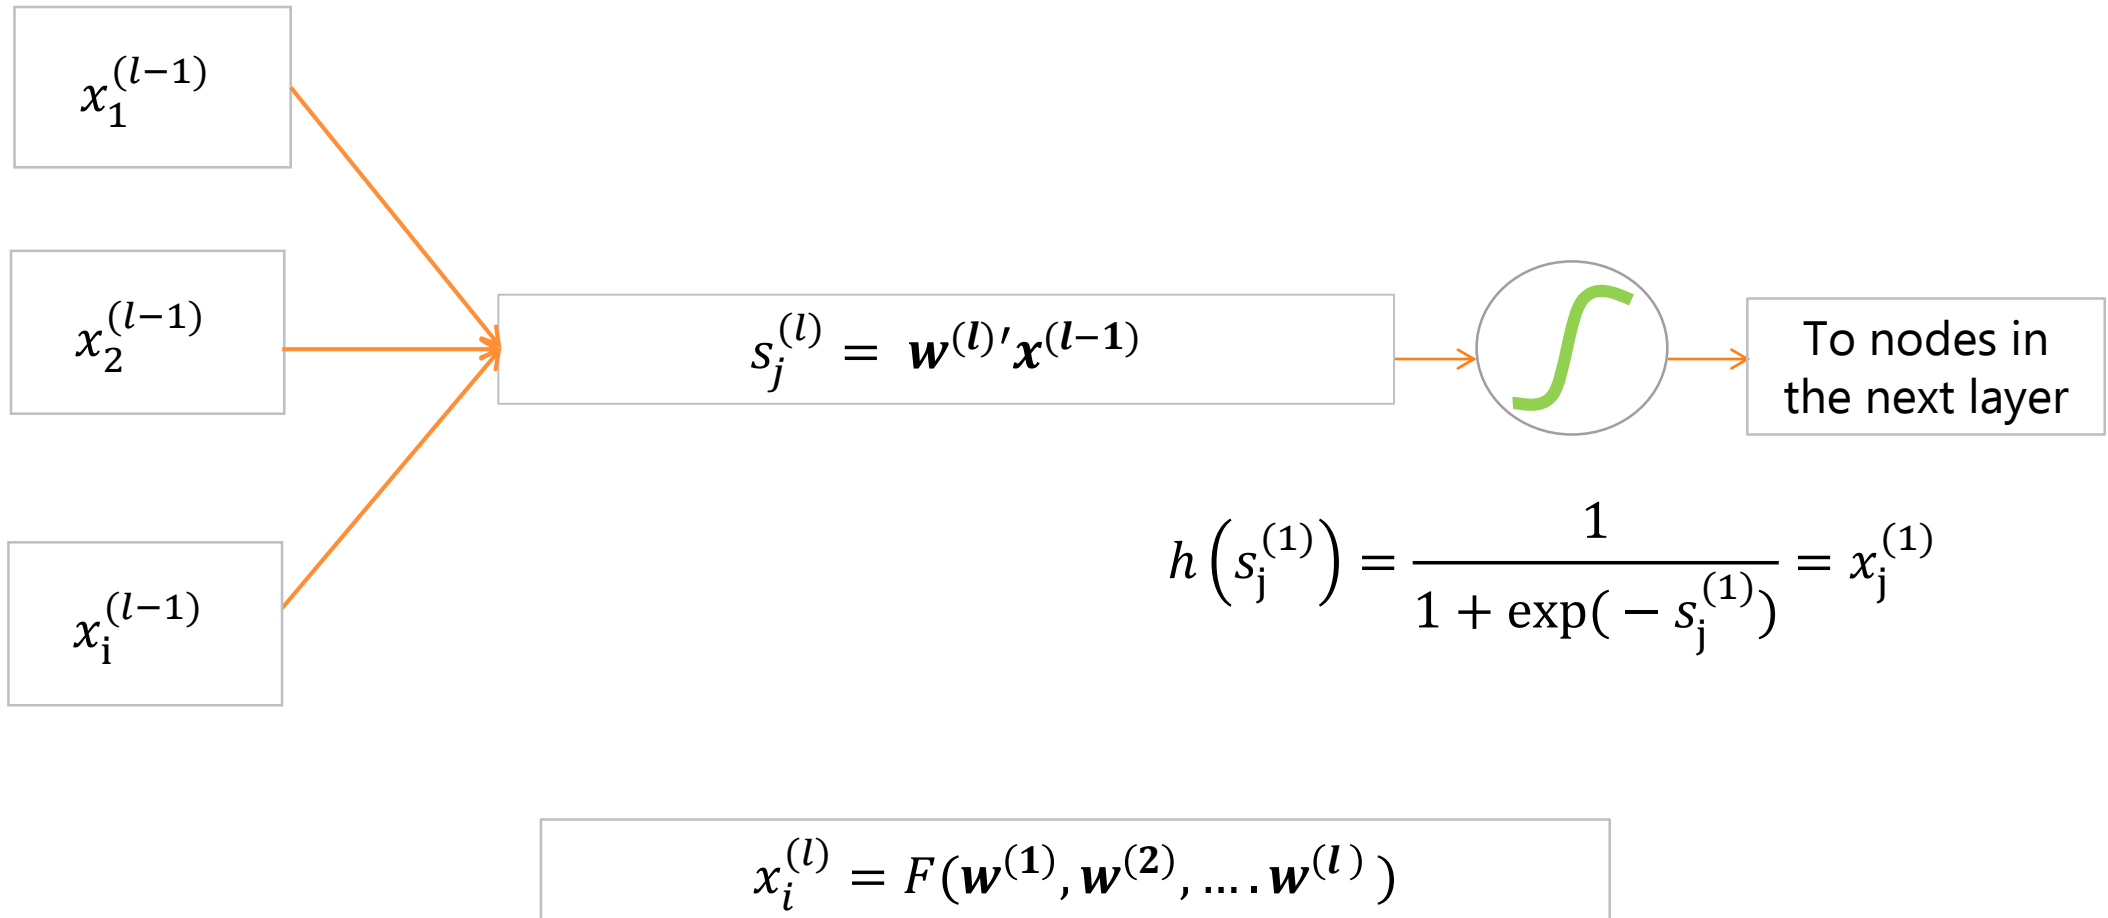 x_1^{(l−1)}
x_2^{(l−1)}
x_i^{(l−1)}
s_j^{(l)} = w^{(l)′}x^{(l−1)}
To nodes in
the next layer
h(s_j^{(1)}) = \frac{1}{1 + exp( − s_j^{(1)})} = x_j^{(1)}
x_i^{(l)} = F(w^{(1)}, w^{(2)}, … . w^{(l)} )